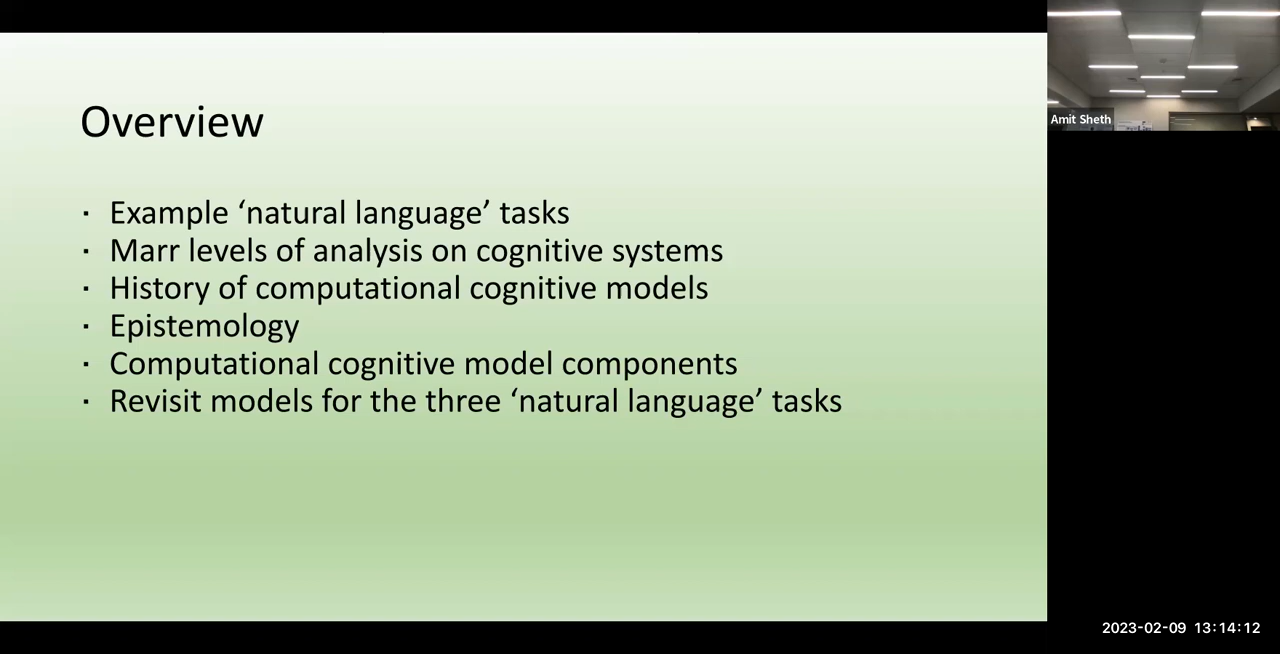 Overview
· Example ‘natural language’ tasks
· Marr levels of analysis on cognitive systems
· History of computational cognitive models
· Epistemology
· Computational cognitive model components
· Revisit models for the three ‘natural language’ tasks
Amit Sheth
2023-02-09 13:14:12